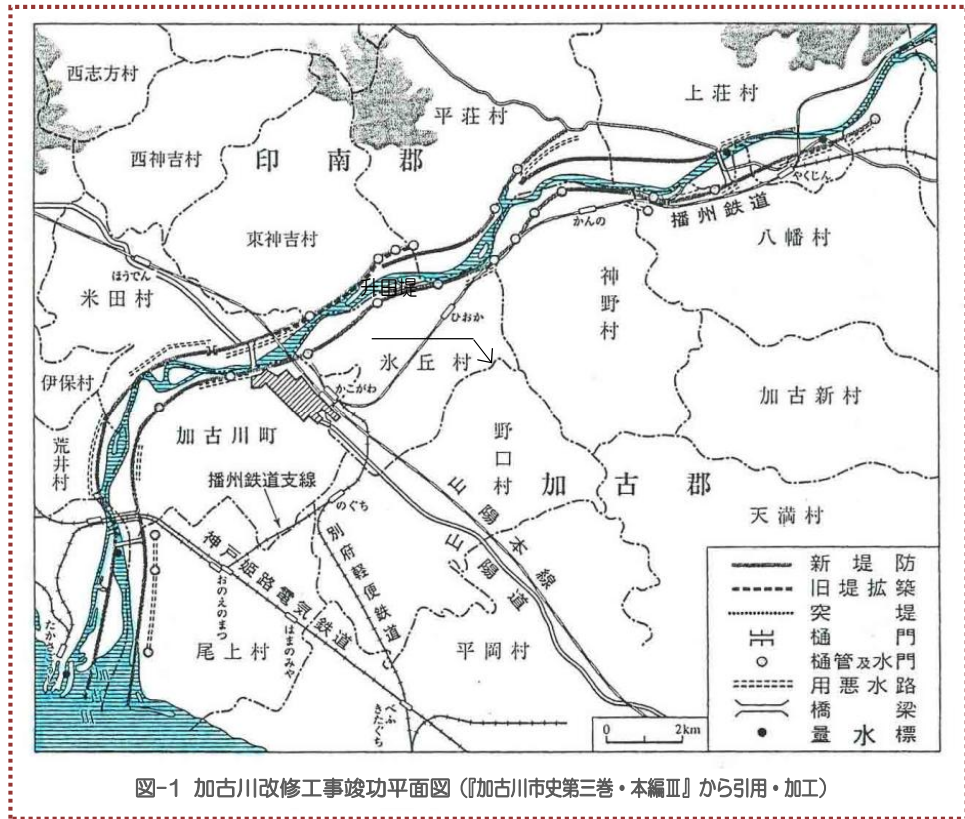 西志方村
平荘村
上荘村
西神吉村
印南郡
やくじん
播州鉄道
東神吉村
かんの
八幡村
ほうでん
升田堤
米田村
神野村
ひおか
氷丘村
伊保村
かこがわ
加古新村
加古川町
荒井村
野口村
加古郡
播州鉄道支線
のぐち
天満村
山陽本線
山陽道
別府軽便鉄道
神戸姫路電気鉄道
おのえのまつ
はまのみや
尾上村
平岡村
べふ
きたぐち
新堤防
旧堤拡築
突堤
樋門
樋管及水門
用悪水路
橋梁
量水標
0 2km
図-1 加古川改修工事竣功平面図(『加古川市史第三巻・本編Ⅲ』から引用・加工)